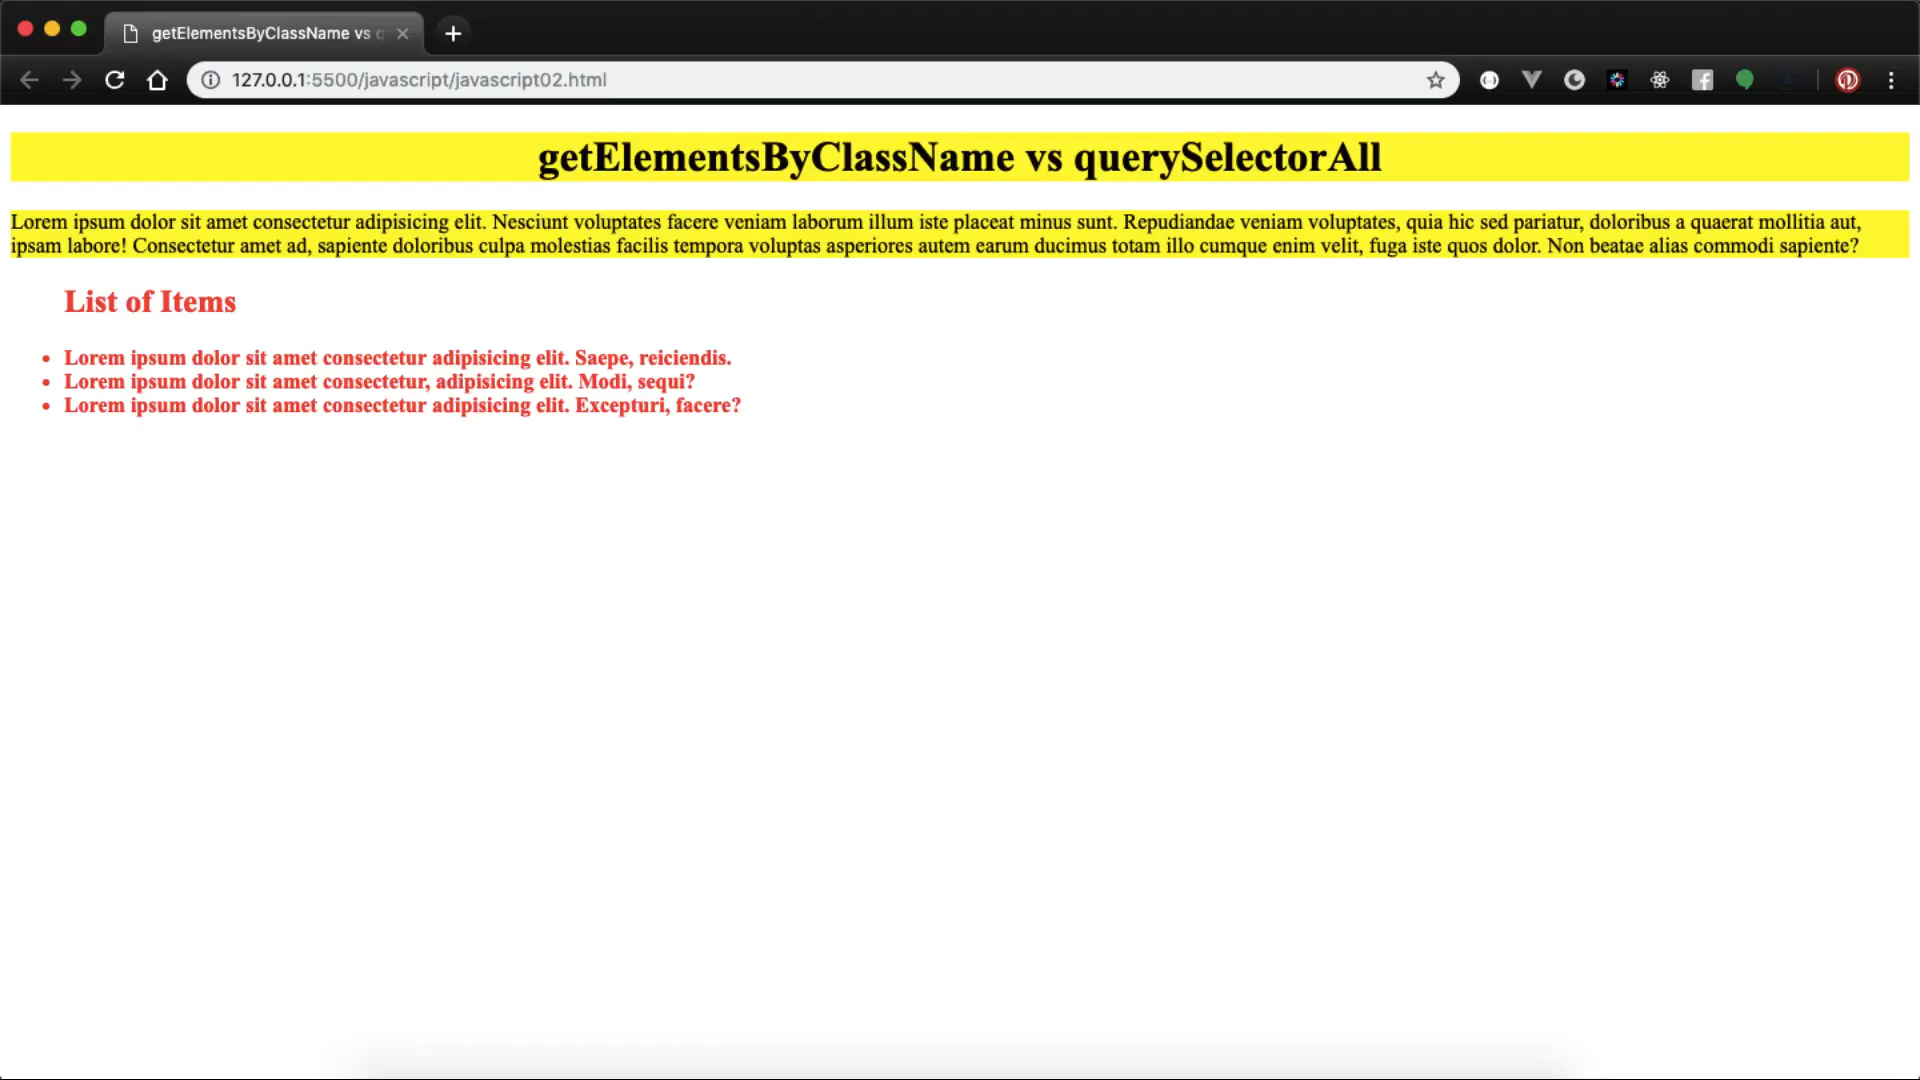 getElementsByClassName vs
127.0.0.1:5500/javascript/javascript02.html
getElementsByClassName vs querySelectorAll
Lorem ipsum dolor sit amet consectetur adipisicing elit. Nesciunt voluptates facere veniam laborum illum iste placeat minus sunt. Repudiandae veniam voluptates, quia hic sed pariatur, doloribus a quaerat mollitia aut,
ipsam labore! Consectetur amet ad, sapiente doloribus culpa molestias facilis tempora voluptas asperiores autem earum ducimus totam illo cumque enim velit, fuga iste quos dolor. Non beatae alias commodi sapiente?
List of Items
• Lorem ipsum dolor sit amet consectetur adipisicing elit. Saepe, reiciendis.
• Lorem ipsum dolor sit amet consectetur, adipisicing elit. Modi, sequi?
• Lorem ipsum dolor sit amet consectetur adipisicing elit. Excepturi, facere?